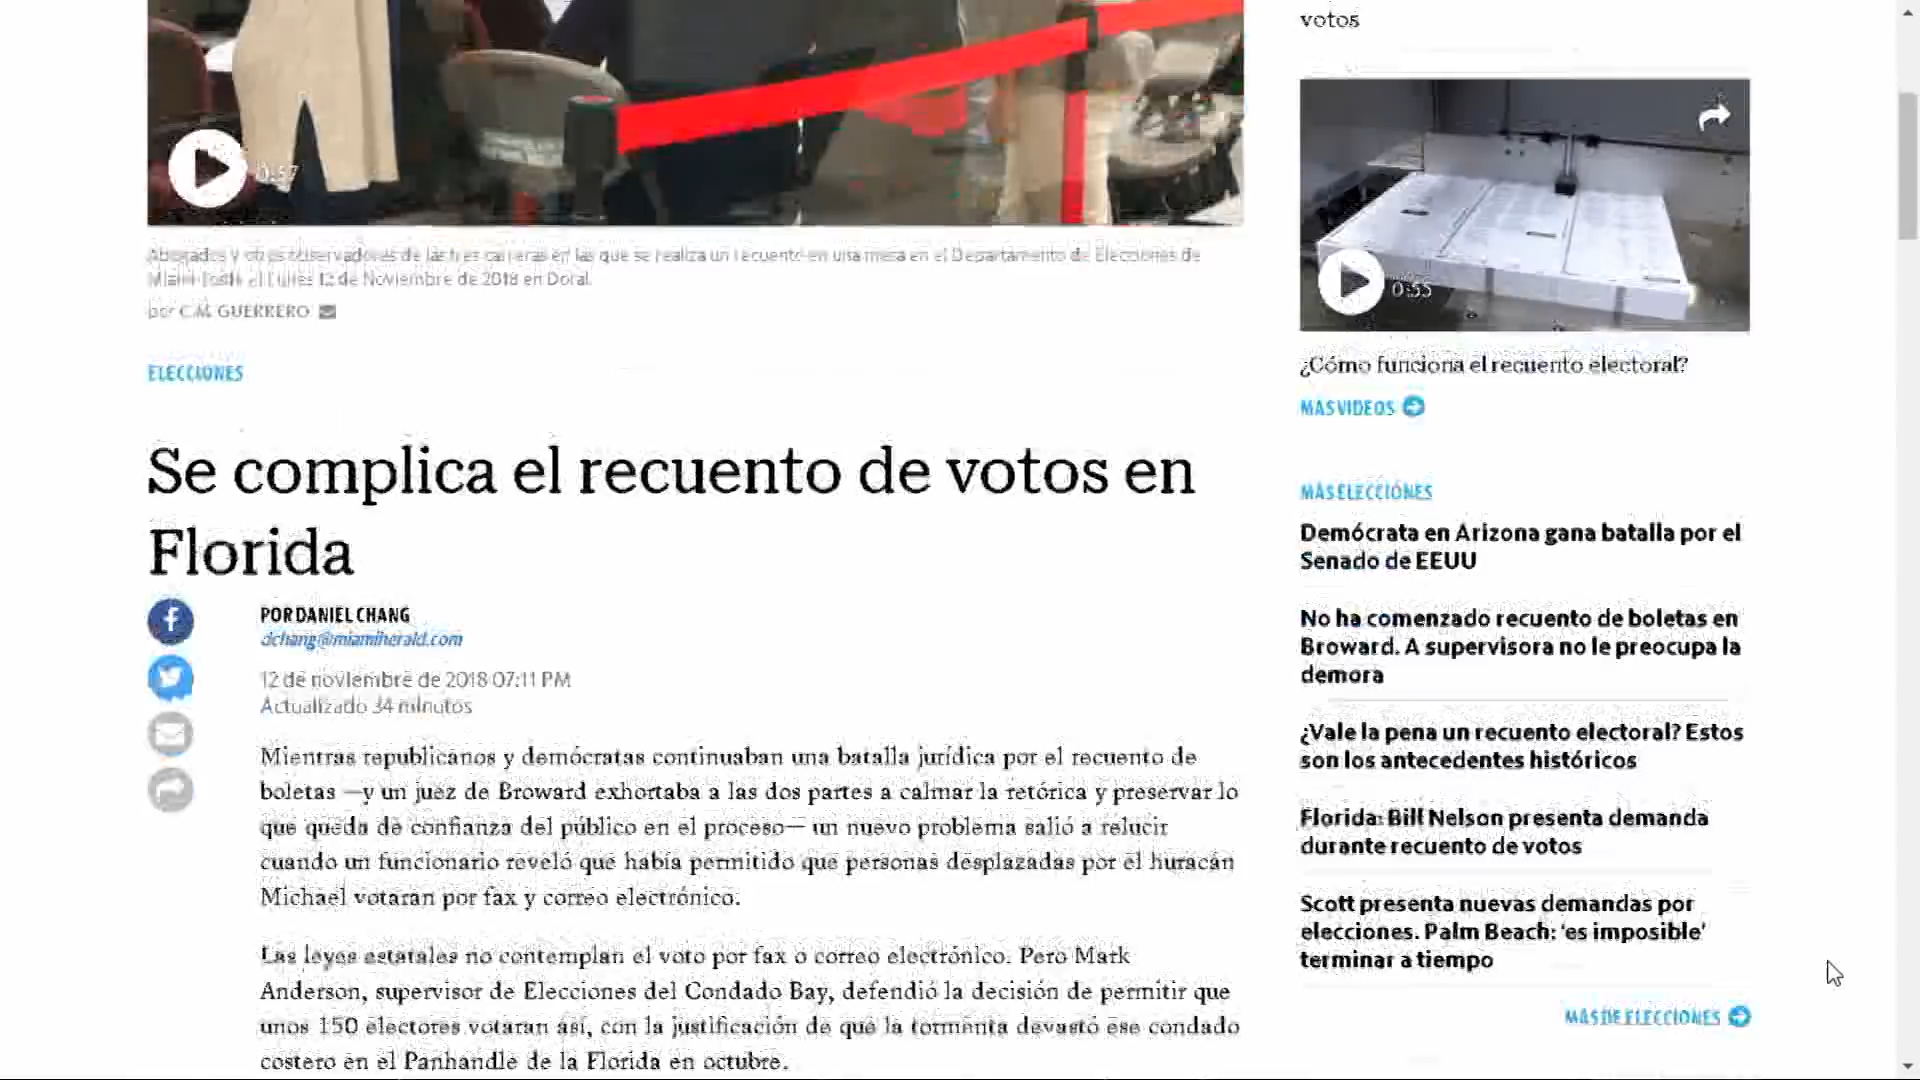 0:57
Abogados y otros observadores de las tres carreras en las que se realiza un recuento en una mesa en el Departamento de Elecciones de
Miami-Dade el Lunes 12 de Noviembre de 2018 en Doral.
por C.M. GUERRERO
ELECCIONES
Se complica el recuento de votos en
Florida
POR DANIEL CHANG
dchang@miamiherald.com
12 de noviembre de 2018 07:11 PM
Actualizado 34 minutos
Mientras republicanos y demócratas continuaban una batalla jurídica por el recuento de
boletas —y un juez de Broward exhortaba a las dos partes a calmar la retórica y preservar lo
que queda de confianza del público en el proceso— un nuevo problema salió a relucir
cuando un funcionario reveló que había permitido que personas desplazadas por el huracán
Michael votaran por fax y correo electrónico.
Las leyes estatales no contemplan el voto por fax o correo electrónico. Pero Mark
Anderson, supervisor de Elecciones del Condado Bay, defendió la decisión de permitir que
unos 150 electores votaran así, con la justificación de que la tormenta devastó ese condado
costero en el Panhandle de la Florida en octubre.
votos
0:55
¿Cómo funciona el recuento electoral?
MÁS VIDEOS
MÁS ELECCIONES
Demócrata en Arizona gana batalla por el
Senado de EEUU
No ha comenzado recuento de boletas en
Broward. A supervisora no le preocupa la
demora
¿Vale la pena un recuento electoral? Estos
son los antecedentes históricos
Florida: Bill Nelson presenta demanda
durante recuento de votos
Scott presenta nuevas demandas por
elecciones. Palm Beach: 'es imposible'
terminar a tiempo
MÁS DE ELECCIONES